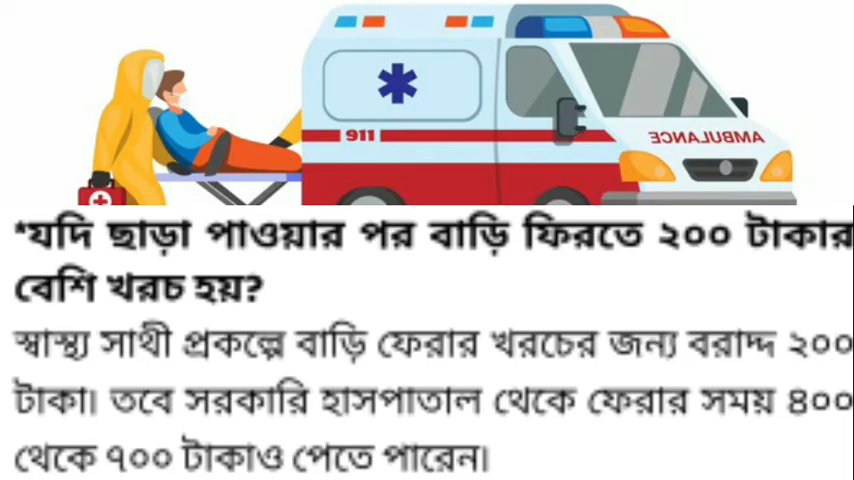 911
AMBULANCE
*যদি ছাড়া পাওয়ার পর বাড়ি ফিরতে ২০০ টাকার
বেশি খরচ হয়?
স্বাস্থ্য সাথী প্রকল্পে বাড়ি ফেরার খরচের জন্য বরাদ্দ ২০০
টাকা। তবে সরকারি হাসপাতাল থেকে ফেরার সময় ৪০০
থেকে ৭০০ টাকাও পেতে পারেন।